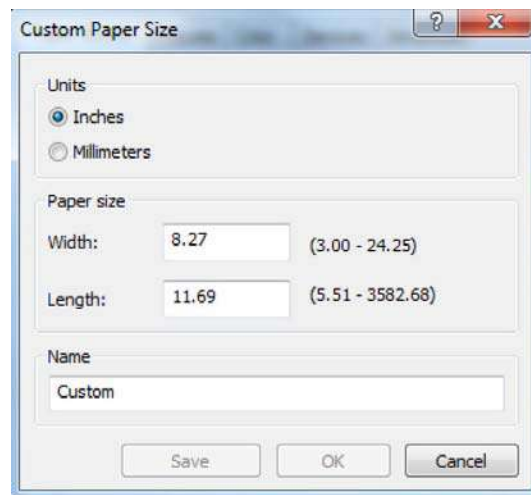 Custom Paper Size
Units
Inches
Millimeters
Paper size
Width: 8.27 (3.00 - 24.25)
Length: 11.69 (5.51 - 3582.68)
Name
Custom
Save OK Cancel